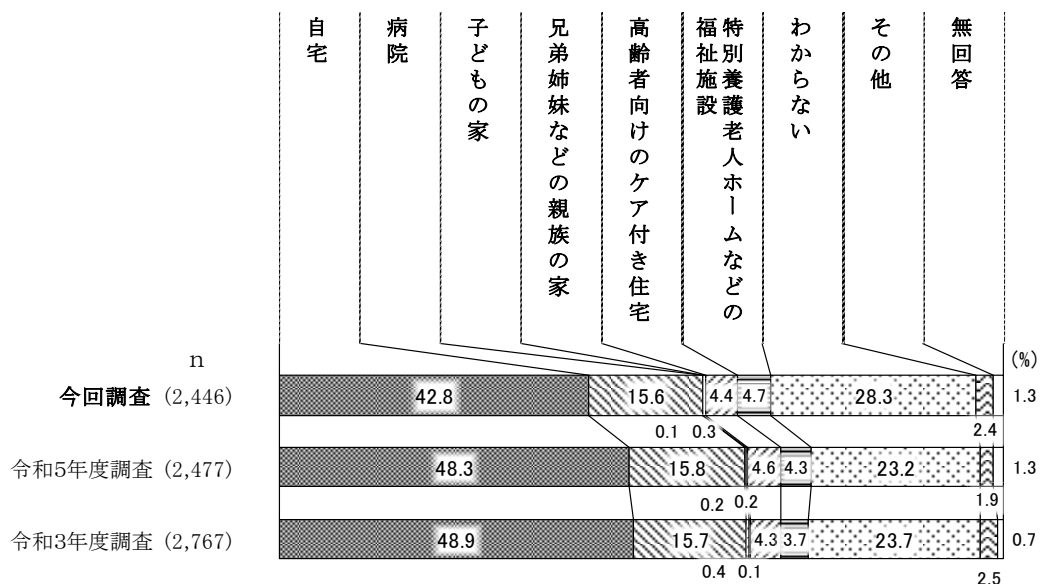 自宅
病院
子どもの家
兄弟姉妹などの親族の家
高齢者向けのケア付き住宅
特別養護老人ホームなどの
福祉施設
わからない
その他
無回答
n
(%)
今回調査 (2,446)
42.8
15.6
4.4
4.7
28.3
1.3
0.1
0.3
2.4
令和5年度調査 (2,477)
48.3
15.8
4.6
4.3
23.2
1.3
0.2
0.2
1.9
令和3年度調査 (2,767)
48.9
15.7
4.3
3.7
23.7
0.7
0.4
0.1
2.5